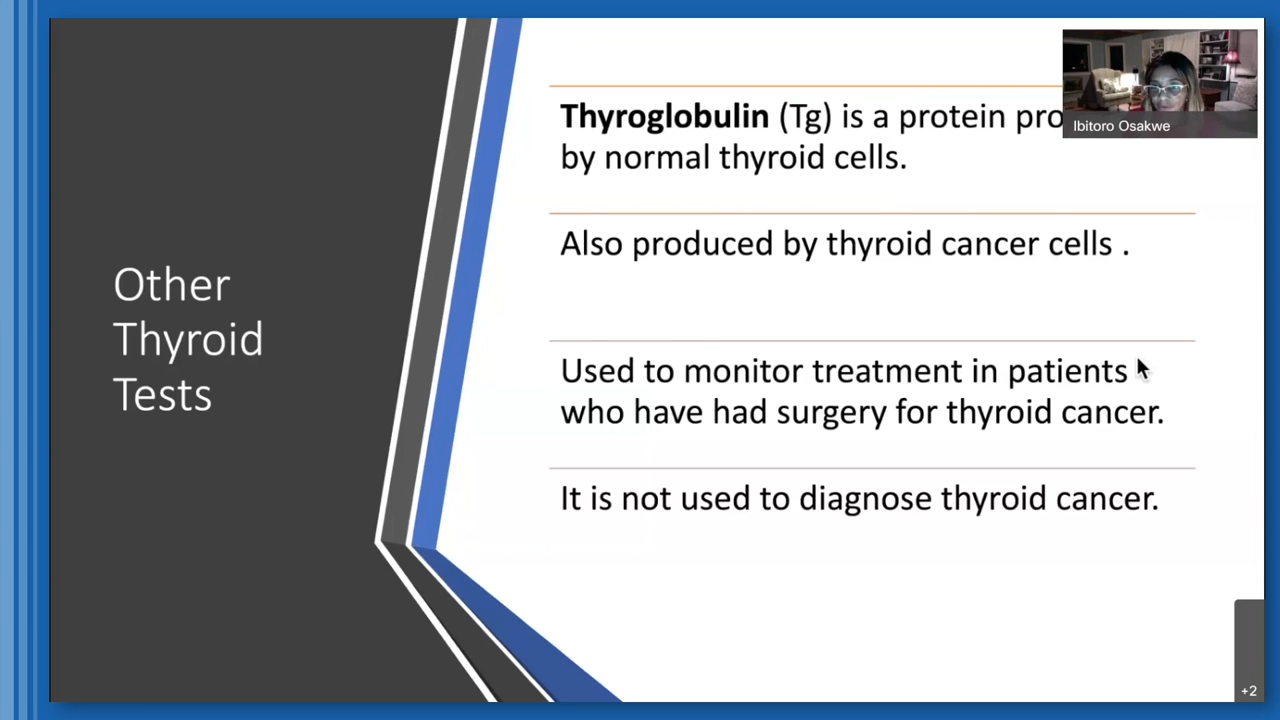 Other
Thyroid
Tests
Thyroglobulin (Tg) is a protein
by normal thyroid cells.
Also produced by thyroid cancer cells .
Used to monitor treatment in patients
who have had surgery for thyroid cancer.
It is not used to diagnose thyroid cancer.
Ibitoro Osakwe
+2